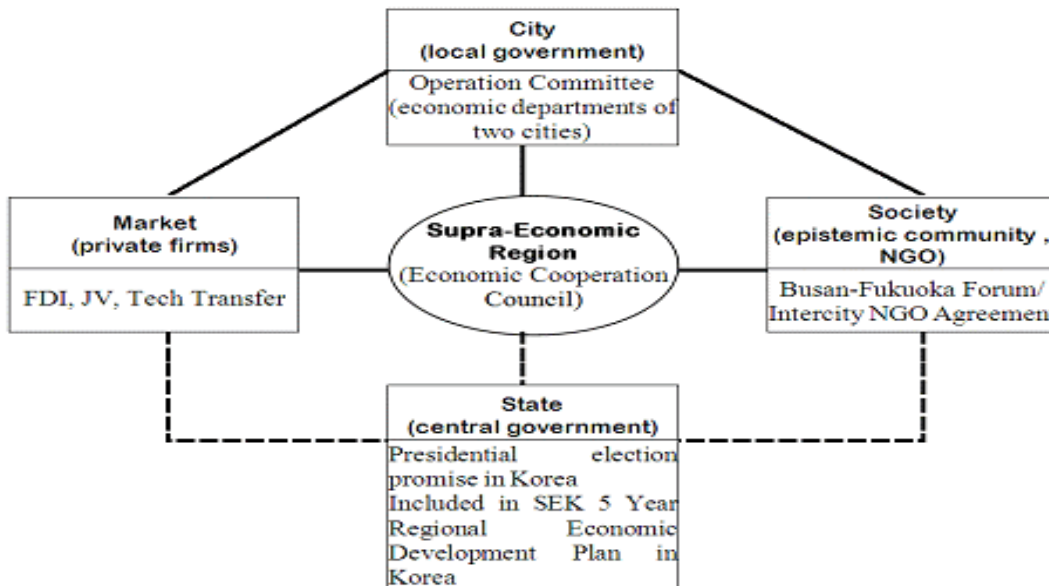 City
(local government)
Operation Committee
(economic departments of
two cities)
Market
(private firms)
FDI, JV, Tech Transfer
Supra-Economic
Region
(Economic Cooperation
Council)
Society
(epistemic community ,
NGO)
Busan-Fukuoka Forum/
Intercity NGO Agreement
State
(central government)
Presidential election
promise in Korea
Included in SEK 5 Year
Regional Economic
Development Plan in
Korea